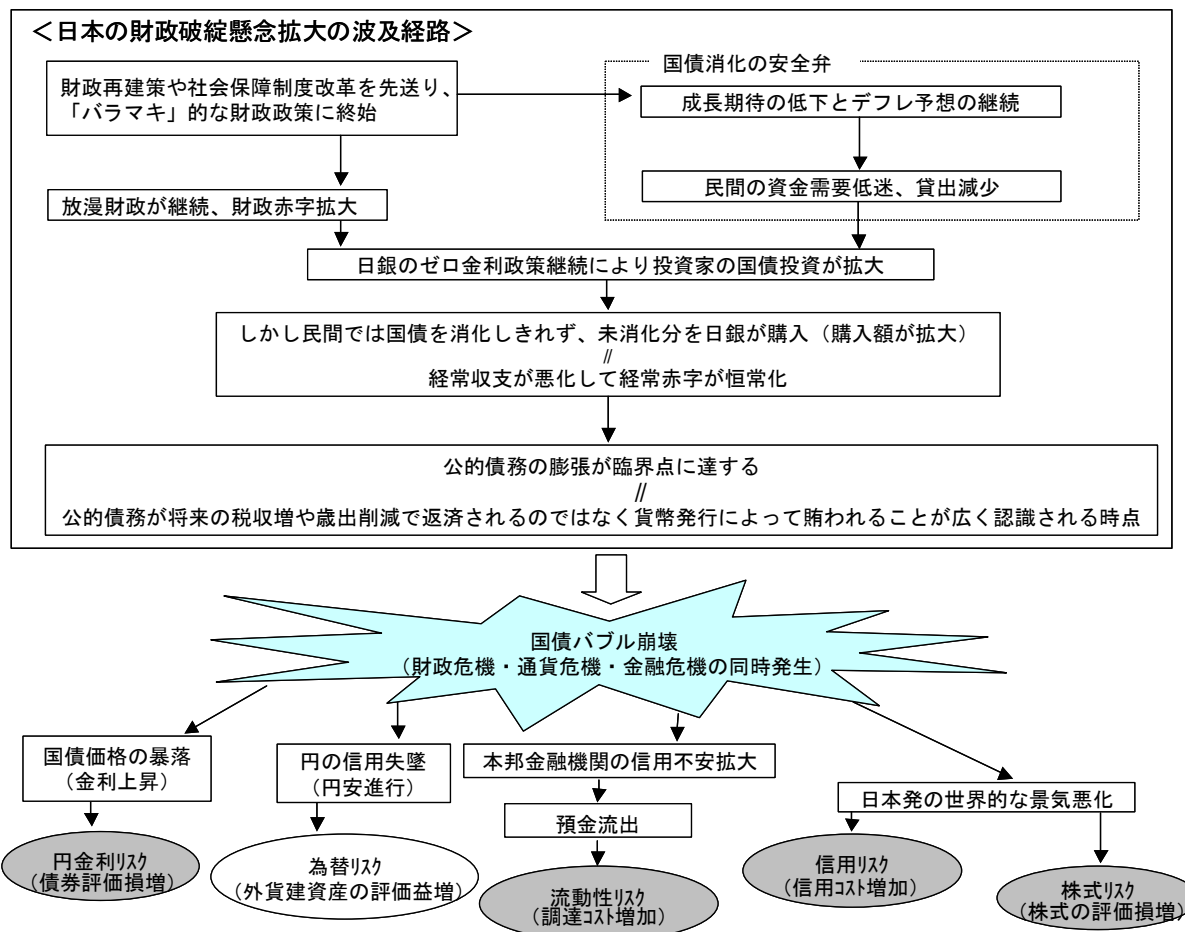 ＜日本の財政破綻懸念拡大の波及経路＞
財政再建策や社会保障制度改革を先送り、
「バラマキ」的な財政政策に終始
国債消化の安全弁
成長期待の低下とデフレ予想の継続
民間の資金需要低迷、貸出減少
放漫財政が継続、財政赤字拡大
日銀のゼロ金利政策継続により投資家の国債投資が拡大
しかし民間では国債を消化しきれず、未消化分を日銀が購入（購入額が拡大）
〃
経常収支が悪化して経常赤字が恒常化
公的債務の膨張が臨界点に達する
〃
公的債務が将来の税収増や歳出削減で返済されるのではなく貨幣発行によって賄われることが広く認識される時点
国債バブル崩壊
（財政危機・通貨危機・金融危機の同時発生）
国債価格の暴落
（金利上昇）
円の信用失墜
（円安進行）
本邦金融機関の信用不安拡大
預金流出
日本発の世界的な景気悪化
円金利ﾘｽｸ
（債券評価損増）
為替ﾘｽｸ
（外貨建資産の評価益増）
流動性ﾘｽｸ
（調達ｺｽﾄ増加）
信用ﾘｽｸ
（信用ｺｽﾄ増加）
株式ﾘｽｸ
（株式の評価損増）